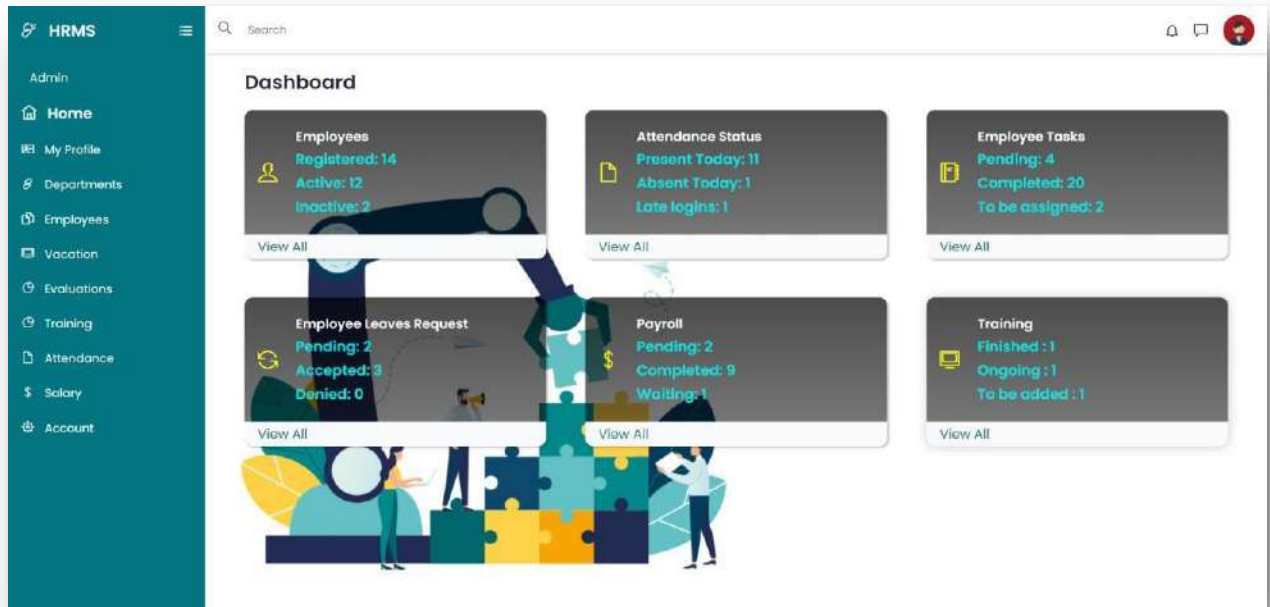 HRMS
Search
Admin
Home
My Profile
Departments
Employees
Vacation
Evaluations
Training
Attendance
Salary
Account
Dashboard
Employees
Registered: 14
Active: 12
Inactive: 2
View All
Attendance Status
Present Today: 11
Absent Today: 1
Late logins: 1
View All
Employee Tasks
Pending: 4
Completed: 20
To be assigned: 2
View All
Employee Leaves Request
Pending: 2
Accepted: 3
Denied: 0
View All
Payroll
Pending: 2
Completed: 9
Waiting: 1
View All
Training
Finished : 1
Ongoing : 1
To be added : 1
View All